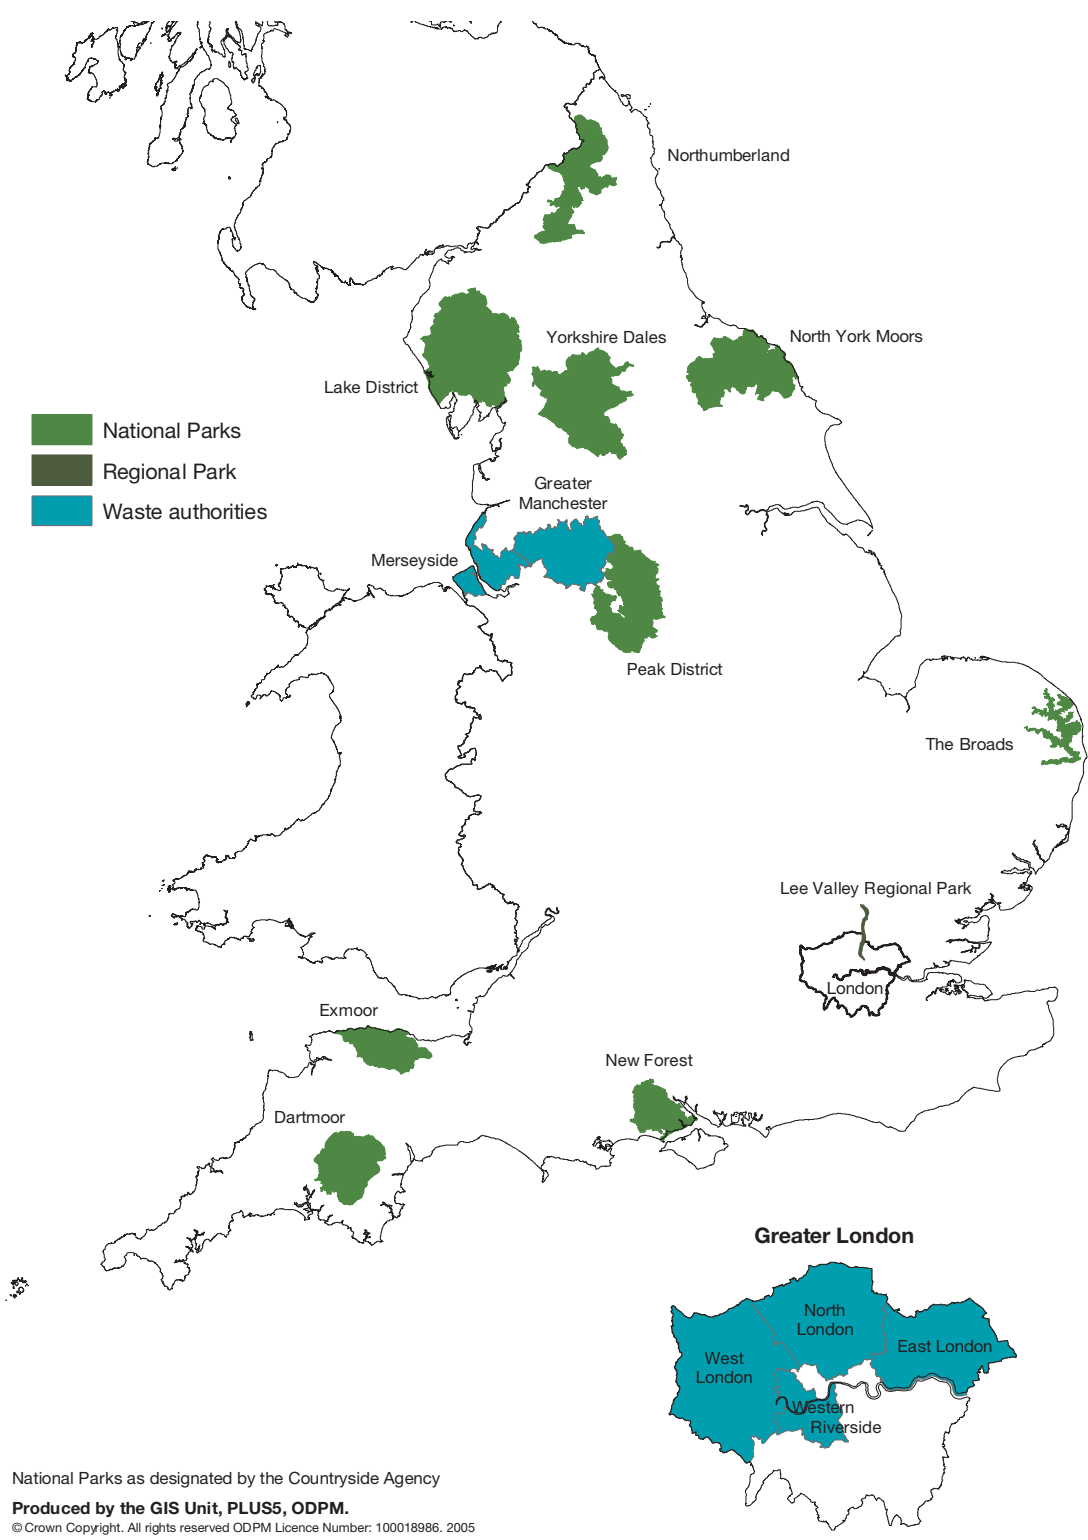 Northumberland
North York Moors
Yorkshire Dales
Lake District
National Parks
Regional Park
Waste authorities
Greater
Manchester
Merseyside
Peak District
The Broads
Lee Valley Regional Park
London
Exmoor
New Forest
Dartmoor
Greater London
North
London
East London
West
London
Western
Riverside
National Parks as designated by the Countryside Agency
Produced by the GIS Unit, PLUS5, ODPM.
© Crown Copyright. All rights reserved ODPM Licence Number: 100018986. 2005